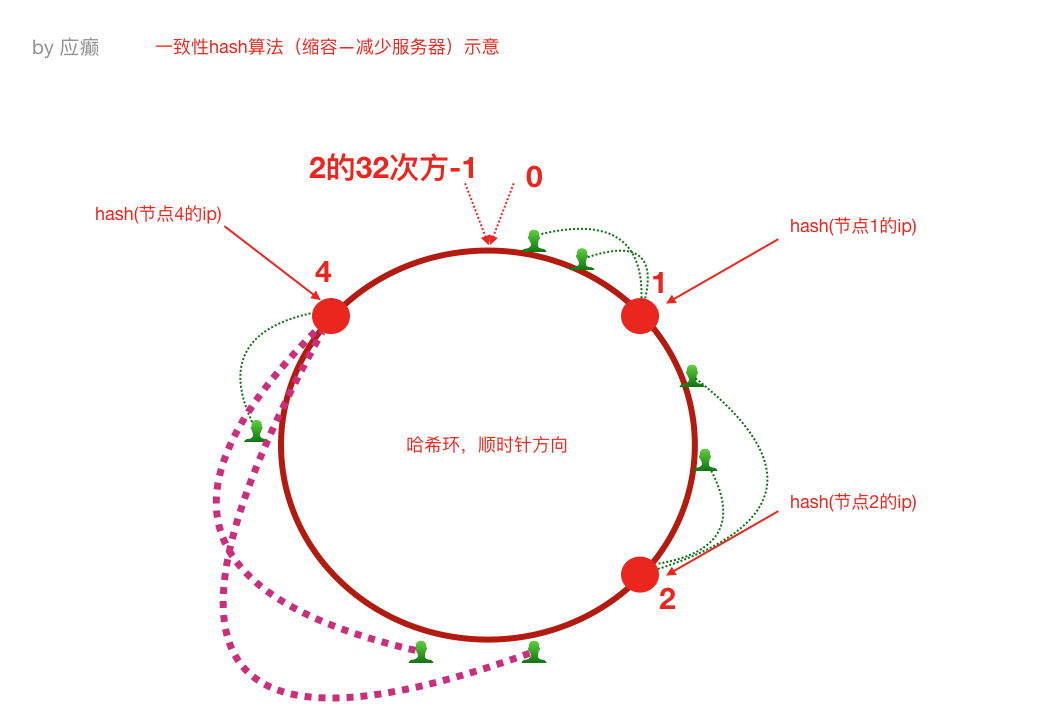 by 应癫
一致性hash算法（缩容—减少服务器）示意
2的32次方-1
0
hash(节点4的ip)
hash(节点1的ip)
4
1
哈希环，顺时针方向
hash(节点2的ip)
2